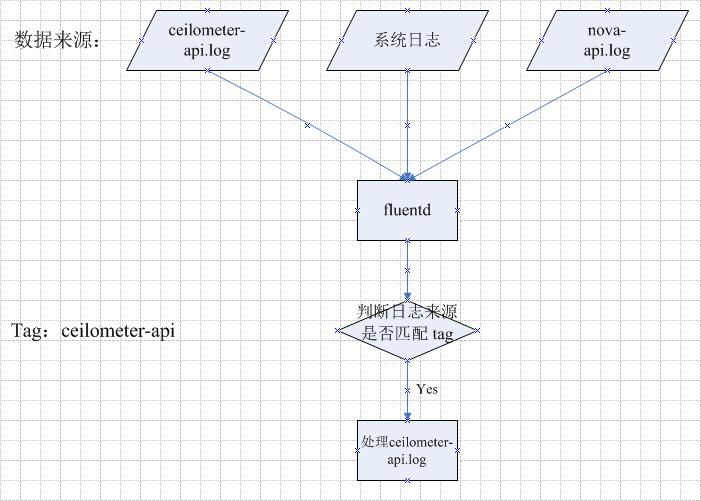 数据来源：
ceilometer-
api.log
系统日志
nova-
api.log
fluentd
Tag：ceilometer-api
判断日志来源
是否匹配 tag
Yes
处理ceilometer-
api.log